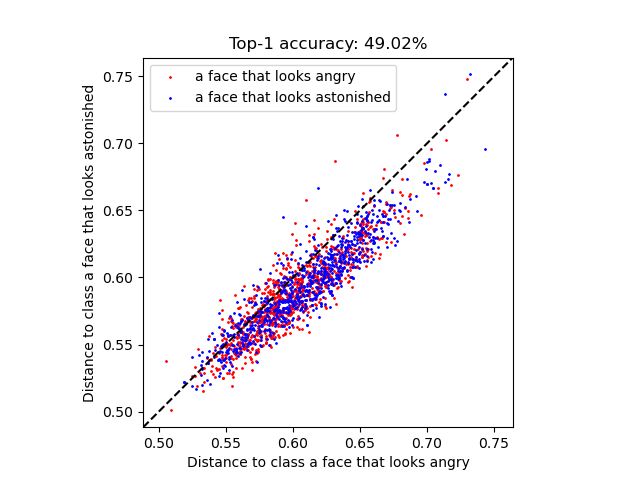 Top-1 accuracy: 49.02%
a face that looks angry
a face that looks astonished
Distance to class a face that looks astonished
0.75
0.70
0.65
0.60
0.55
0.50
0.50 0.55 0.60 0.65 0.70 0.75
Distance to class a face that looks angry